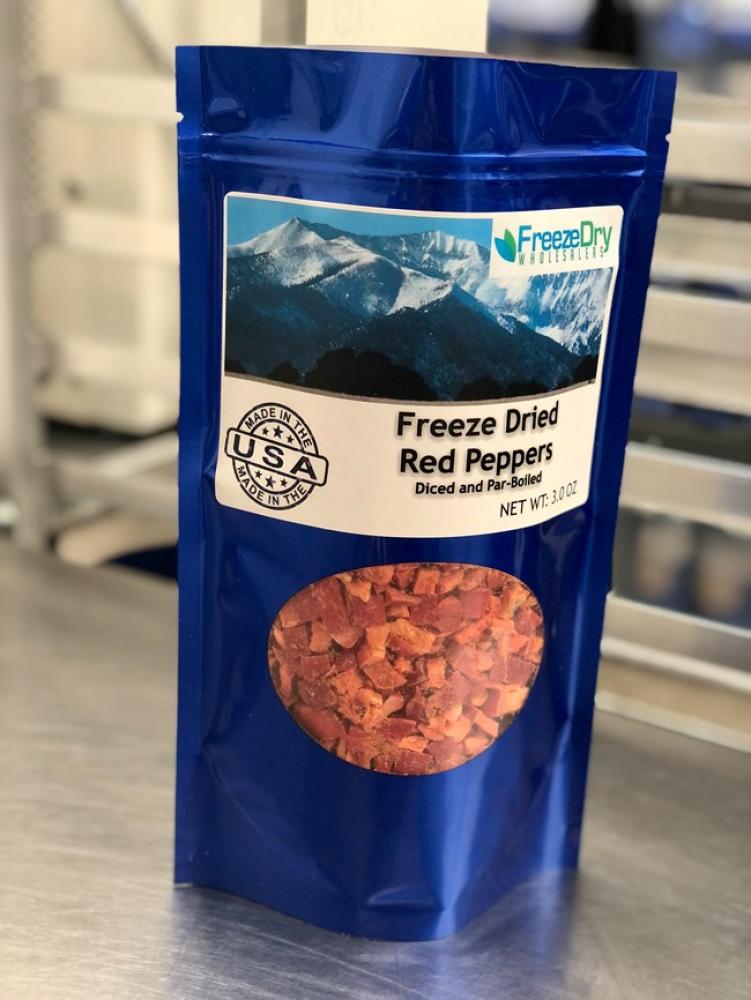 FreezeDry
WHOLESALERS
MADE IN THE
USA
MADE IN THE
Freeze Dried
Red Peppers
Diced and Par-Boiled
NET WT: 3.0 OZ